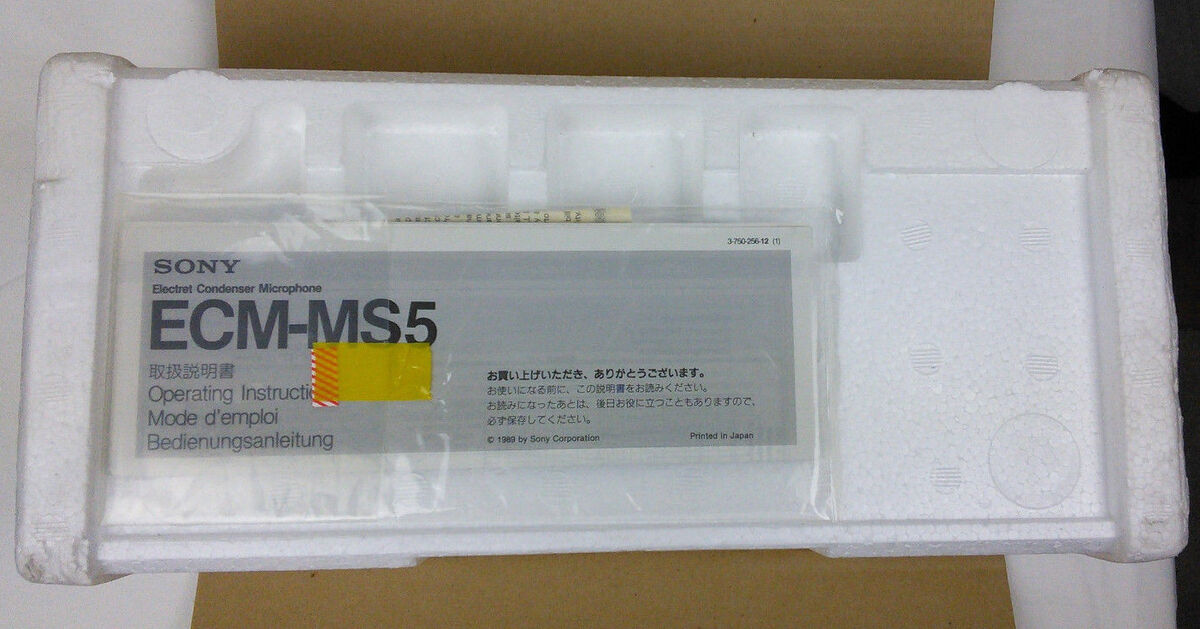 3-750-256-12 (1)
SONY
Electret Condenser Microphone
ECM-MS5
取扱説明書
Operating
Mode d'emploi
Bedienungsanleitung
お買い上げいただき、ありがとうございます。
お使いになる前に、この説明書をお読みください。
お読みになったあとは、後日お役に立つこともありますので、
必ず保存してください。
© 1989 by Sony Corporation
Printed in Japan